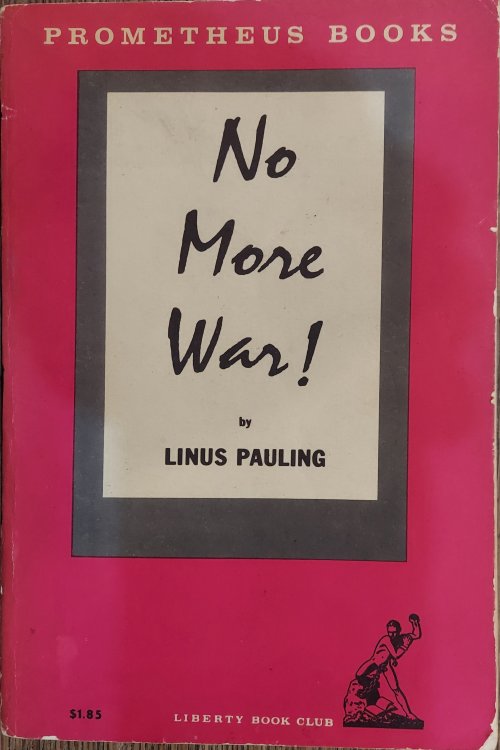 PROMETHEUS BOOKS
No
More
War!
by
LINUS PAULING
$1.85
LIBERTY BOOK CLUB